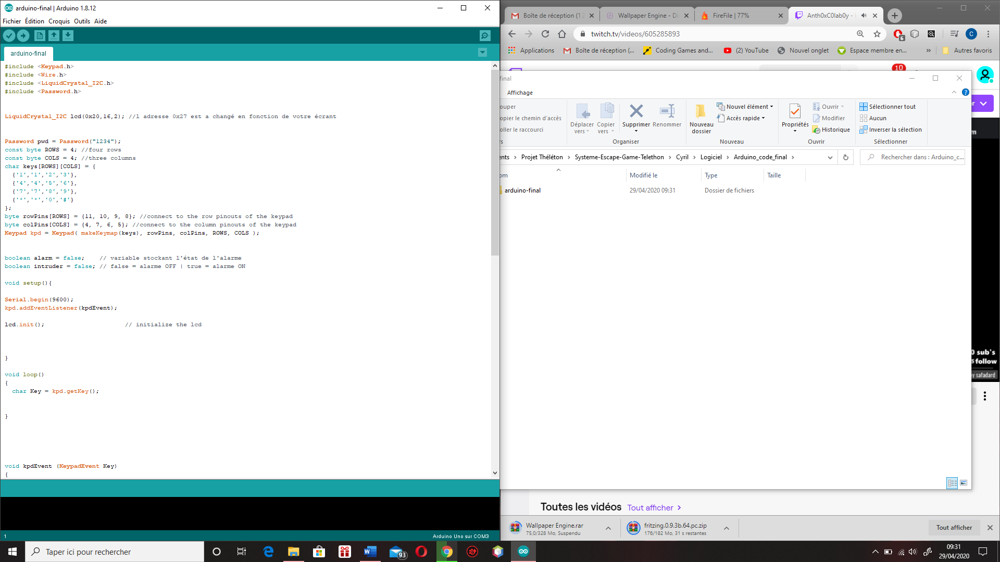 arduino-final | Arduino 1.8.12
Fichier Édition Croquis Outils Aide
arduino-final
#include <Keypad.h>
#include <Wire.h>
#include <LiquidCrystal_I2C.h>
#include <Password.h>
LiquidCrystal_I2C lcd(0x20,16,2); //l adresse 0x27 est a changé en fonction de votre écrant
Password pwd = Password("1234");
const byte ROWS = 4; //four rows
const byte COLS = 4; //three columns
char keys[ROWS][COLS] = {
{'1','1','2','3'},
{'4','4','5','6'},
{'7','7','8','9'},
{'*','*','0','#'}
};
byte rowPins[ROWS] = {11, 10, 9, 8}; //connect to the row pinouts of the keypad
byte colPins[COLS] = {4, 7, 6, 5}; //connect to the column pinouts of the keypad
Keypad kpd = Keypad( makeKeymap(keys), rowPins, colPins, ROWS, COLS );
boolean alarm = false; // variable stockant l'état de l'alarme
boolean intruder = false; // false = alarme OFF | true = alarme ON
void setup(){
Serial.begin(9600);
kpd.addEventListener(kpdEvent);
lcd.init(); // initialize the lcd
}
void loop()
{
char Key = kpd.getKey();
}
void kpdEvent (KeypadEvent Key)
{
1
Arduino Uno sur COM3
Boîte de réception (12
Wallpaper Engine - D
FireFile | 77%
Anth0xC0lab0y -
twitch.tv/videos/605285893
6
C
Applications
Boîte de réception (...
Coding Games and...
(2) YouTube
Nouvel onglet
Espace membre en...
»
Autres favoris
10
final
Affichage
?
ouper
opier le chemin d'accès
oller le raccourci
rs
Déplacer vers
Copier vers
Supprimer
Renommer
Organiser
Nouveau dossier
Nouvel élément
Accès rapide
Nouveau
Propriétés
Ouvrir
Modifier
Historique
Ouvrir
Sélectionner tout
Aucun
Inverser la sélection
Sélectionner
r
m
ents > Projet Théléton > Systeme-Escape-Game-Telethon > Cyril > Logiciel > Arduino_code_final >
Rechercher dans : Arduino_c...
om
Modifié le
Type
Taille
arduino-final
29/04/2020 09:31
Dossier de fichiers
0 sub's
5 follow
y safadard
Toutes les vidéos
Tout afficher >
Wallpaper Engine.rar
75,0/328 Mo, Suspendu
fritzing.0.9.3b.64.pc.zip
176/182 Mo, 31 s restantes
Tout afficher
Taper ici pour rechercher
93
09:31
29/04/2020